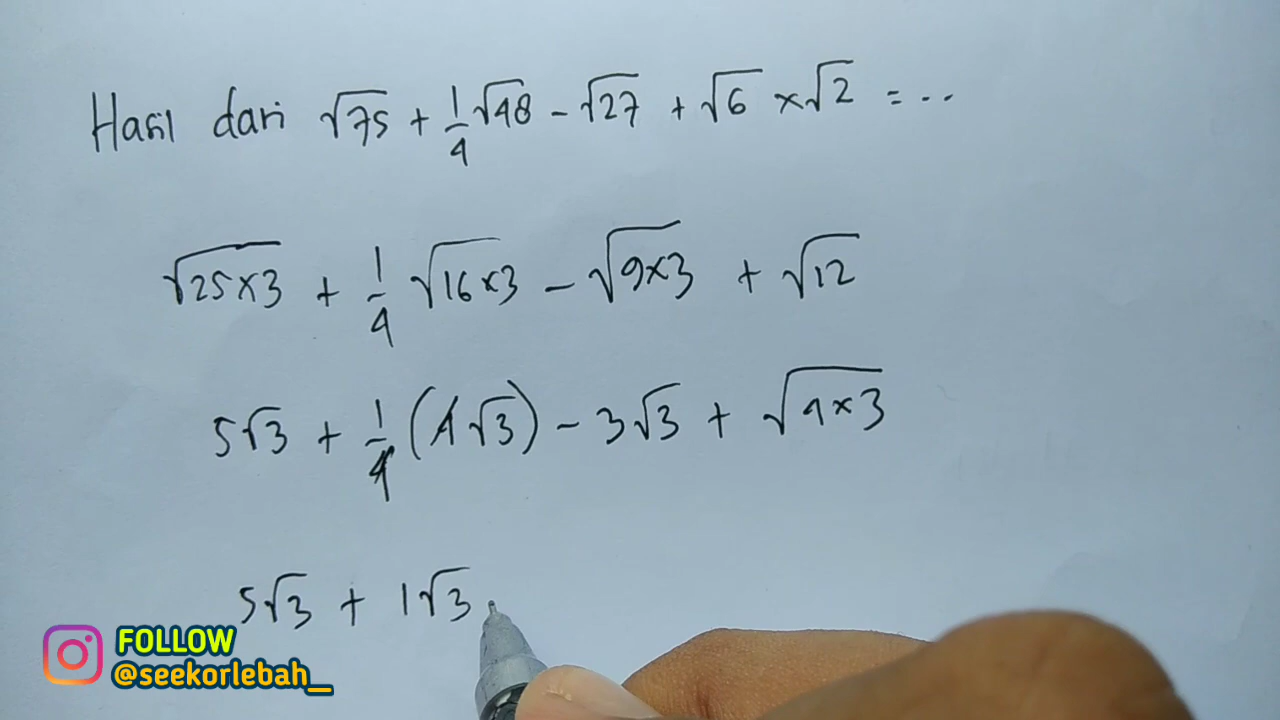 Hasil dari √75 + 1/4 √48 - √27 + √6 × √2 = ...
√25×3 + 1/4 √16×3 - √9×3 + √12
5√3 + 1/4 (4√3) - 3√3 + √4×3
5√3 + 1√3
FOLLOW
@seekorlebah_